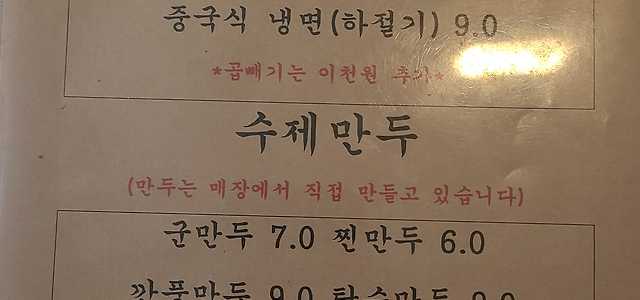 중국식 냉면(하절기) 9.0
*곱빼기는 이천원 추가*
수제만두
(만두는 매장에서 직접 만들고 있습니다)
군만두 7.0 찐만두 6.0
깐풍만두 9.0 탕수만두 9.0